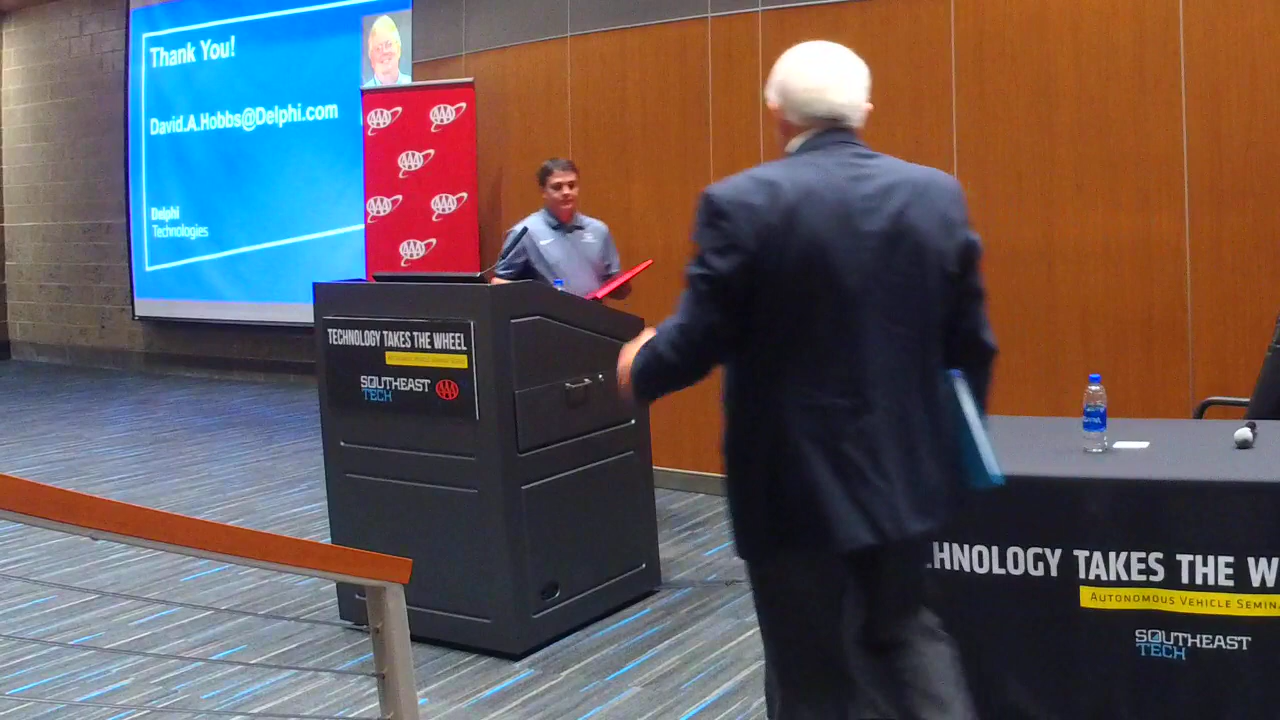 Thank You!
David.A.Hobbs@Delphi.com
Delphi
Technologies
AAA
AAA
AAA
AAA
AAA
AAA
TECHNOLOGY TAKES THE WHEEL
SOUTHEAST
TECH
AAA
HNOLOGY TAKES THE W
AUTONOMOUS VEHICLE SEMIN
SOUTHEAST
TECH